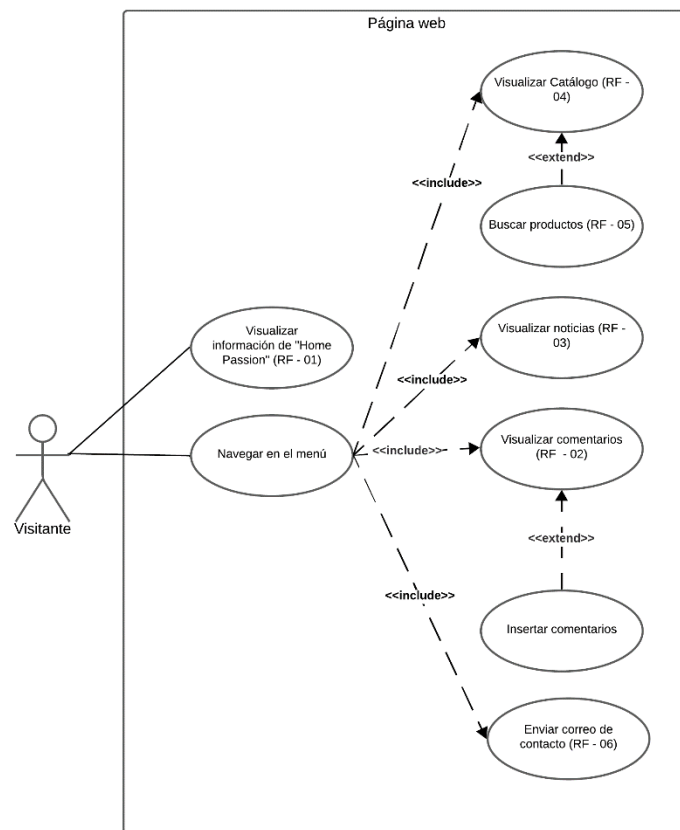 Página web
Visualizar Catálogo (RF -
04)
<<extend>>
<<include>>
Buscar productos (RF - 05)
Visualizar
información de "Home
Passion" (RF - 01)
Visualizar noticias (RF -
03)
<<include>>
Visitante
Navegar en el menú
<<include>>
Visualizar comentarios
(RF - 02)
<<extend>>
<<include>>
Insertar comentarios
Enviar correo de
contacto (RF - 06)